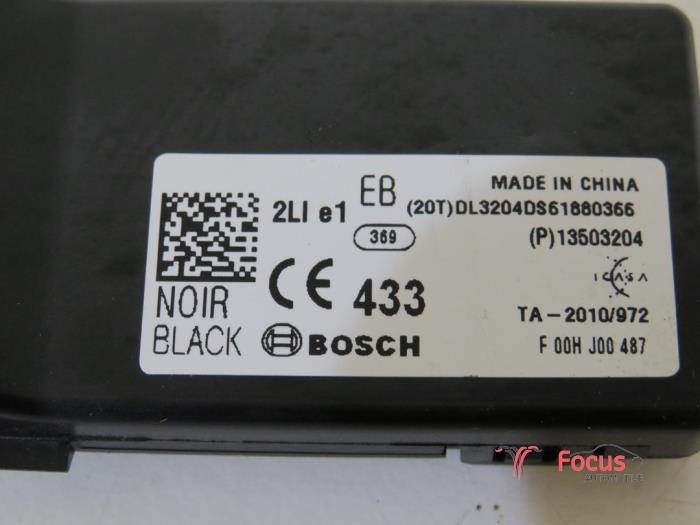 EB
MADE IN CHINA
2LI e1
(20T)DL3204DS61880366
369
(P)13503204
ICASA
NOIR
CE 433
TA-2010/972
BLACK
BOSCH
F 00H J00 487
Focus
AUTOMOTIVE